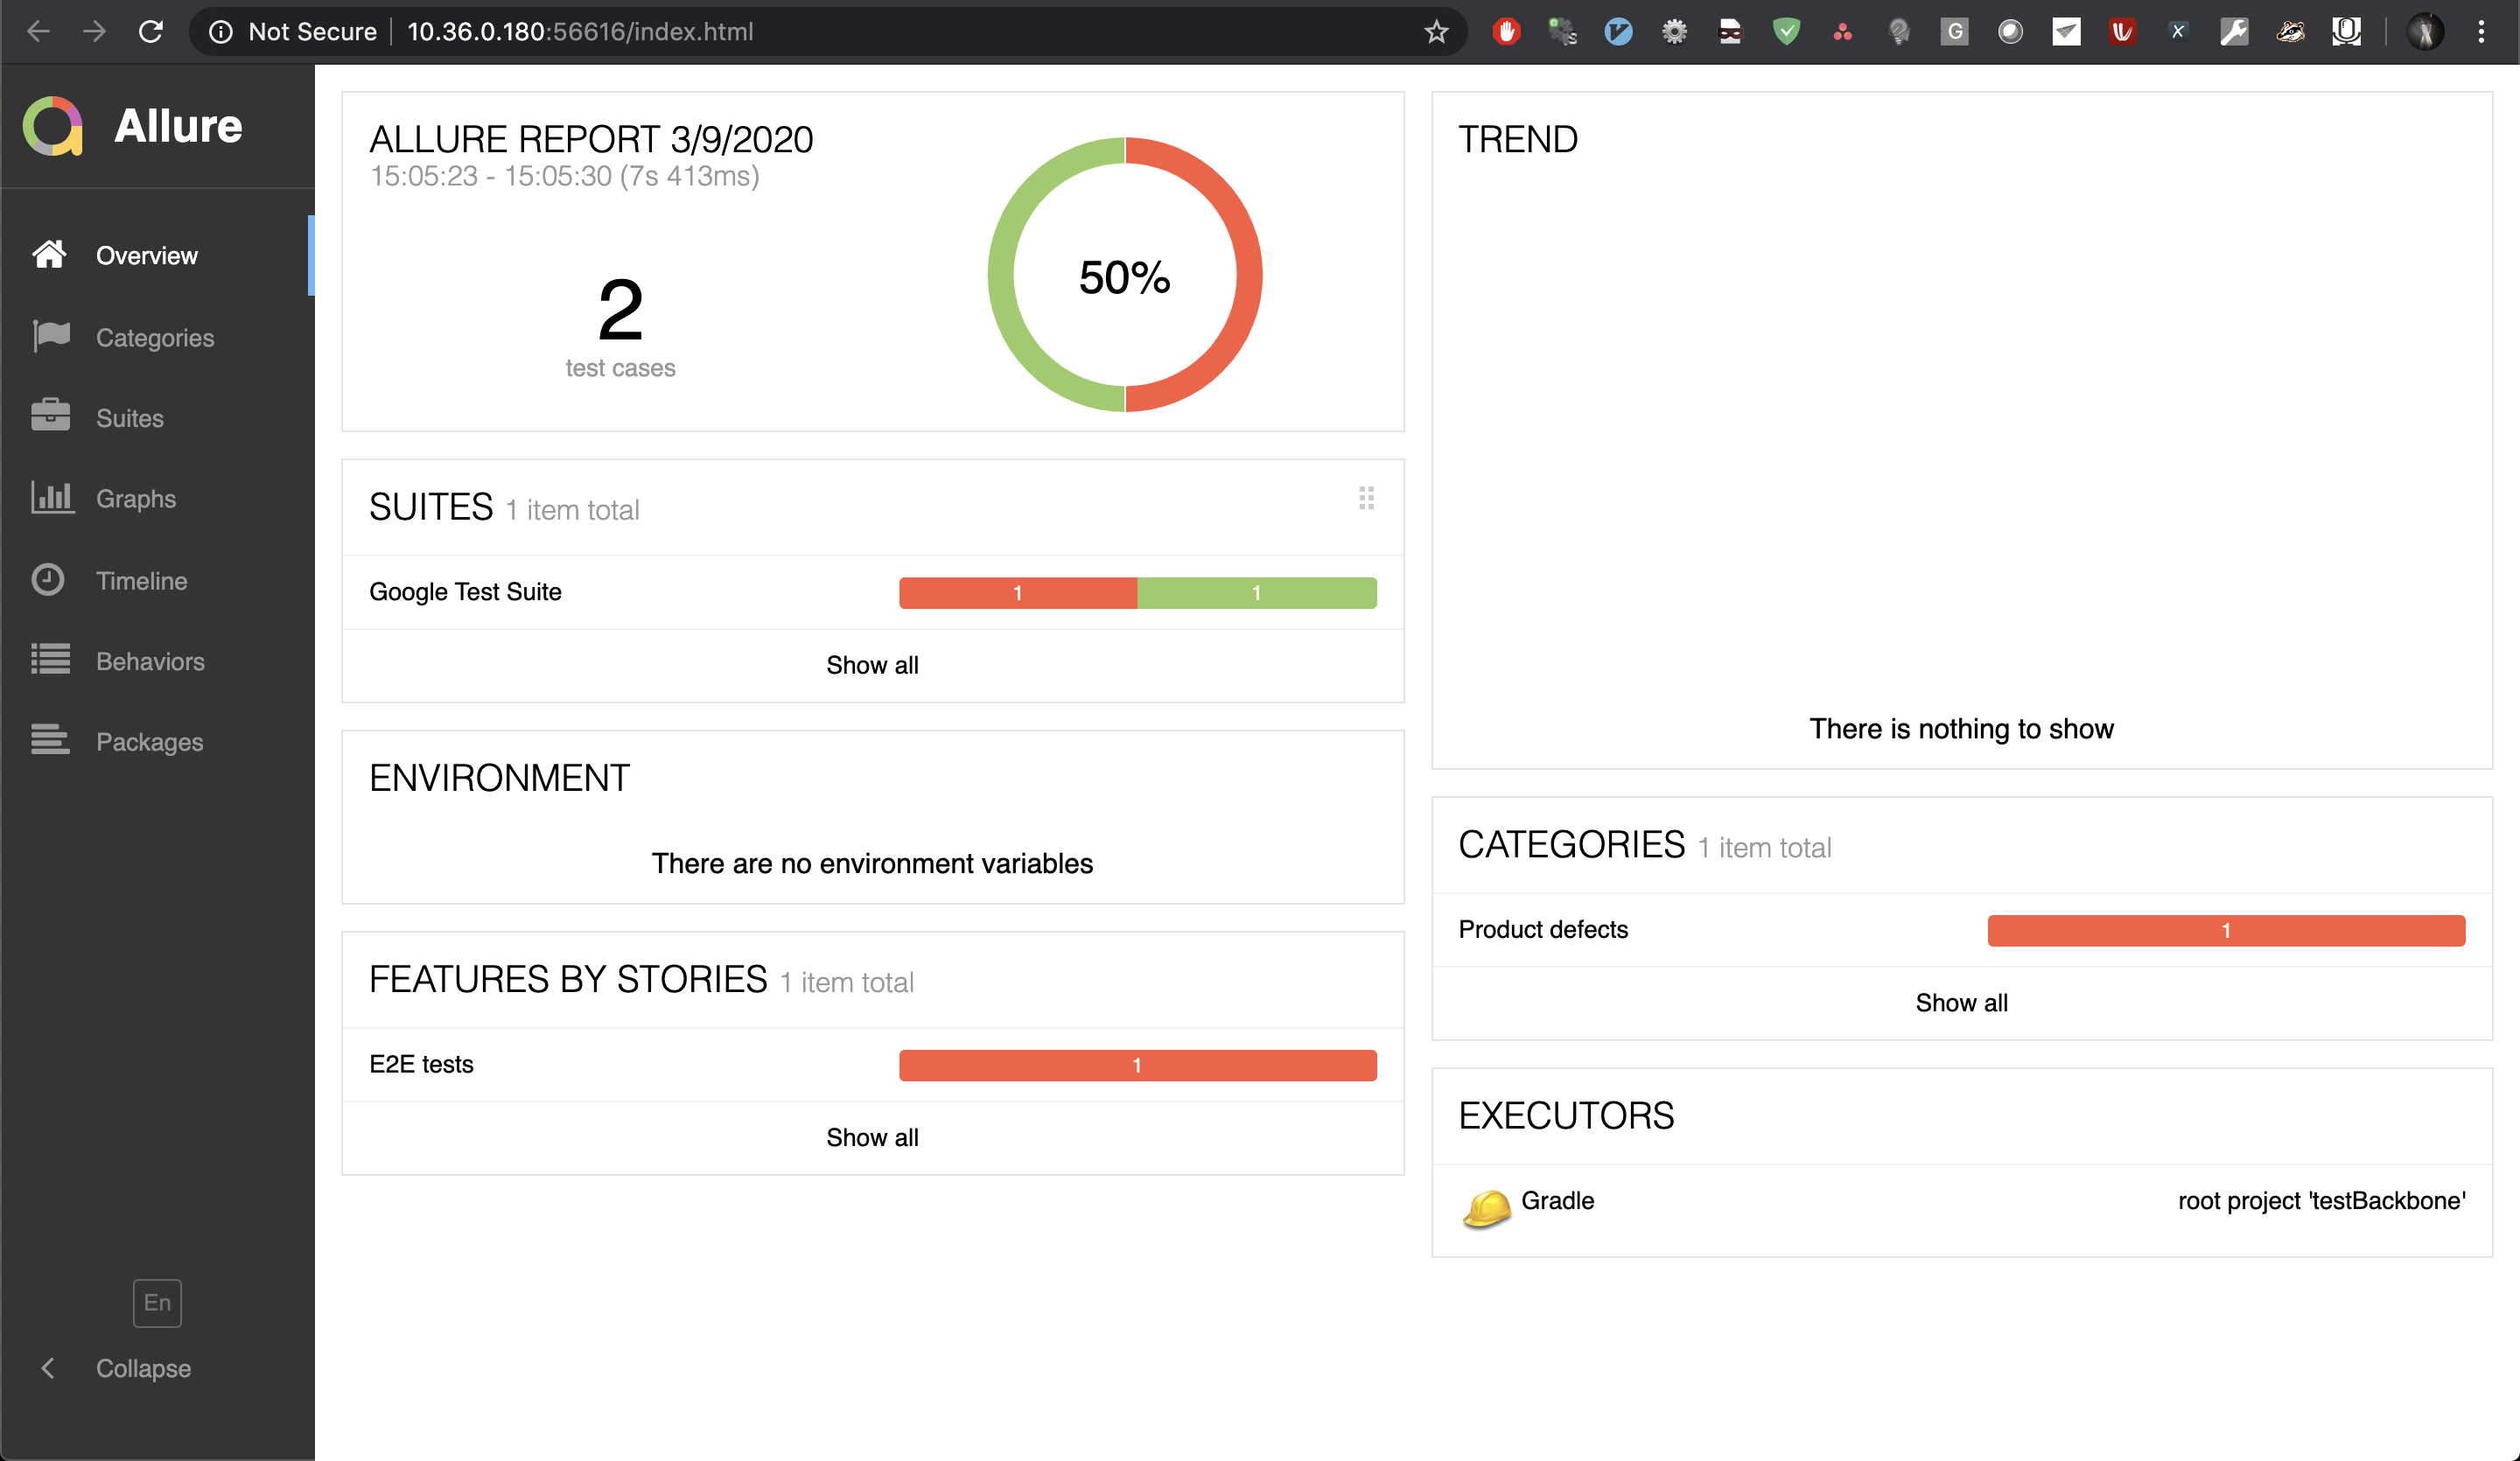 Not Secure
10.36.0.180:56616/index.html
Allure
Overview
Categories
Suites
Graphs
Timeline
Behaviors
Packages
En
Collapse
ALLURE REPORT 3/9/2020
15:05:23 - 15:05:30 (7s 413ms)
2
test cases
50%
SUITES 1 item total
Google Test Suite
1
1
Show all
ENVIRONMENT
There are no environment variables
FEATURES BY STORIES 1 item total
E2E tests
1
Show all
TREND
There is nothing to show
CATEGORIES 1 item total
Product defects
1
Show all
EXECUTORS
Gradle
root project 'testBackbone'